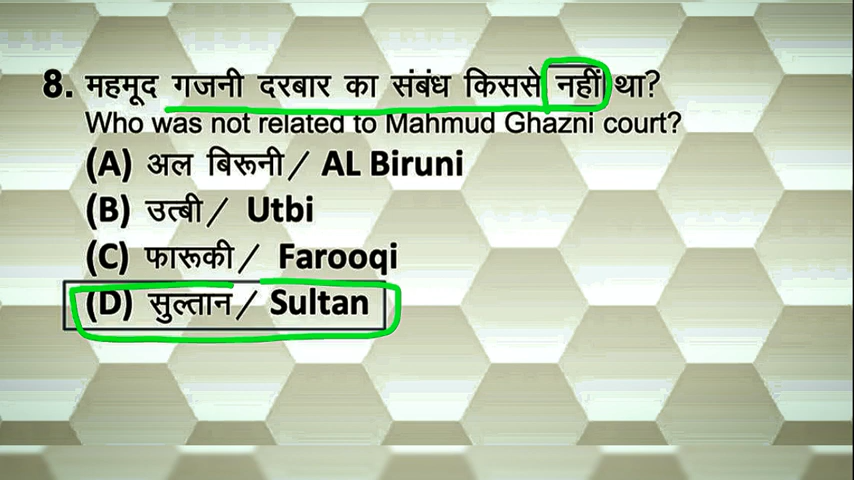 8. महमूद गजनी दरबार का संबंध किससे नहीं था?
Who was not related to Mahmud Ghazni court?
(A) अल बिरूनी/ AL Biruni
(B) उत्बी/ Utbi
(C) फारूकी/ Farooqi
(D) सुल्तान/ Sultan